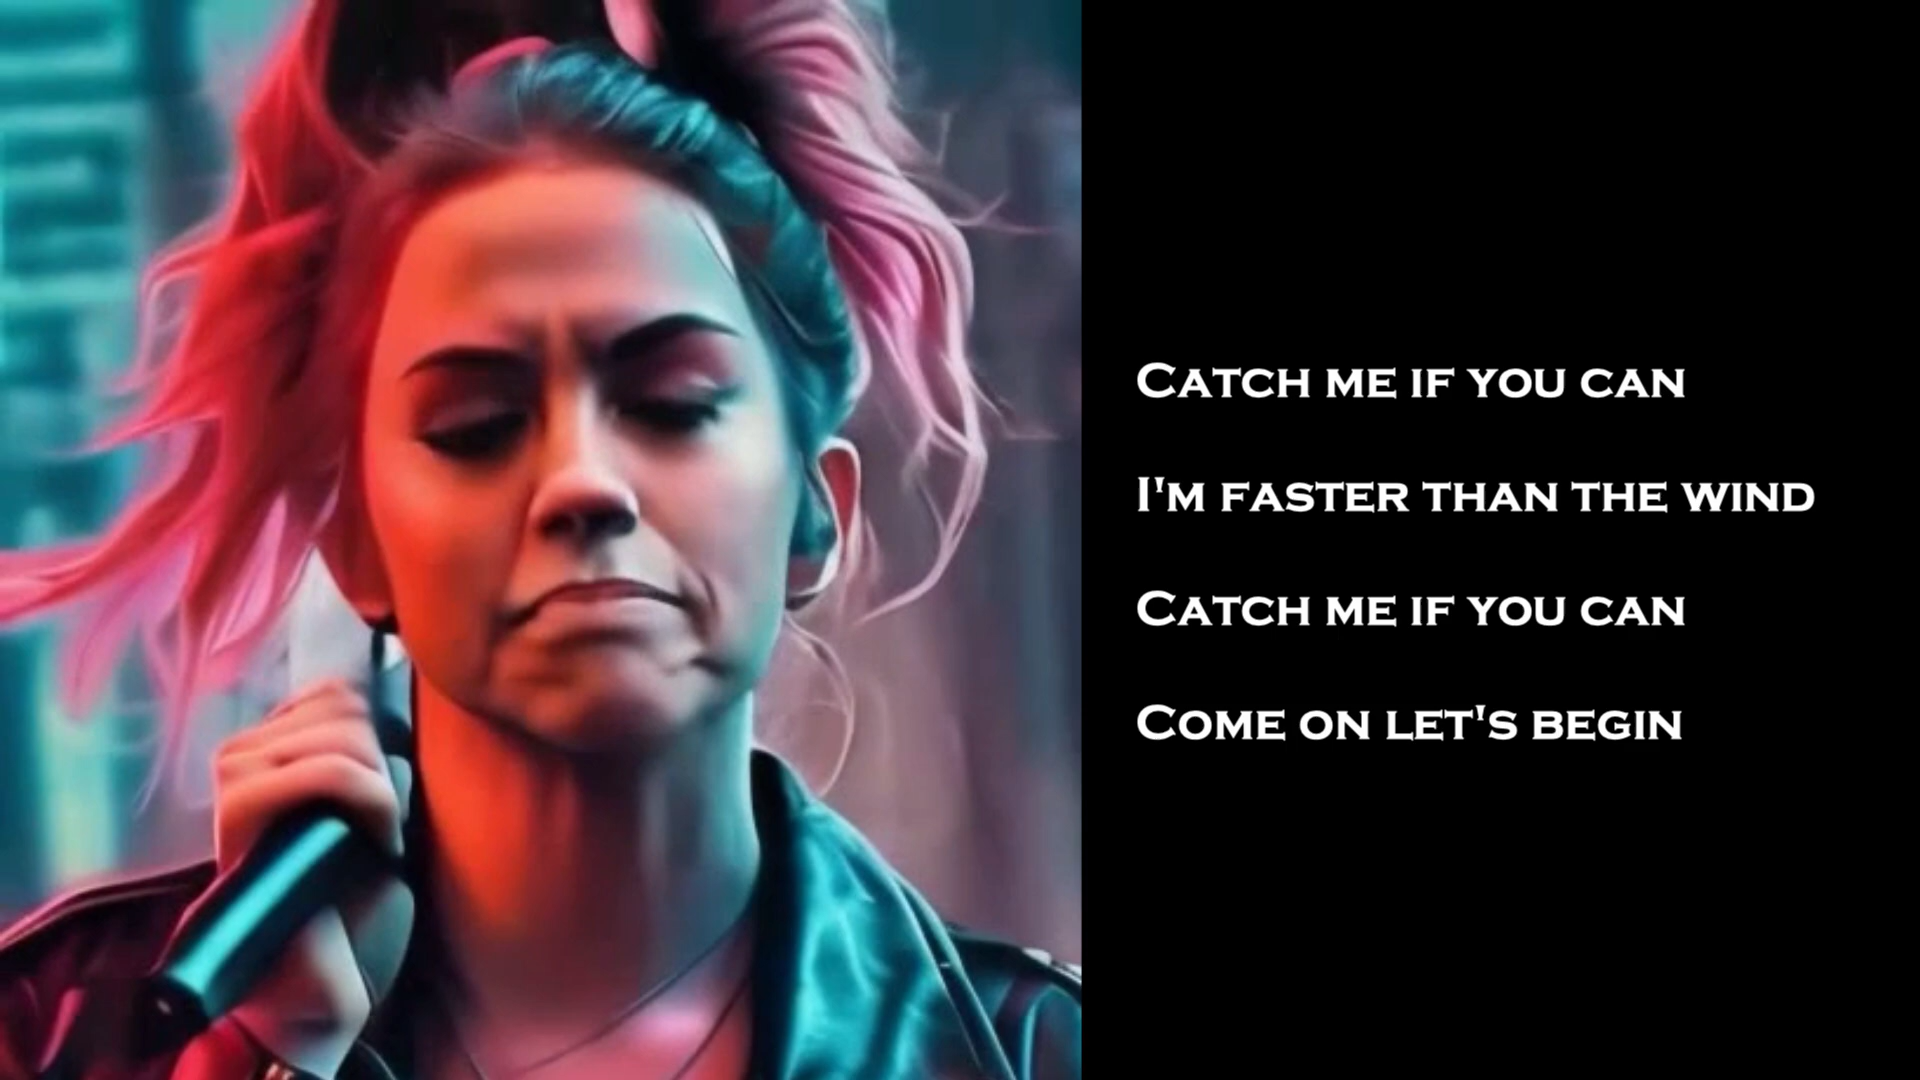 Catch me if you can
I'm faster than the wind
Catch me if you can
Come on let's begin